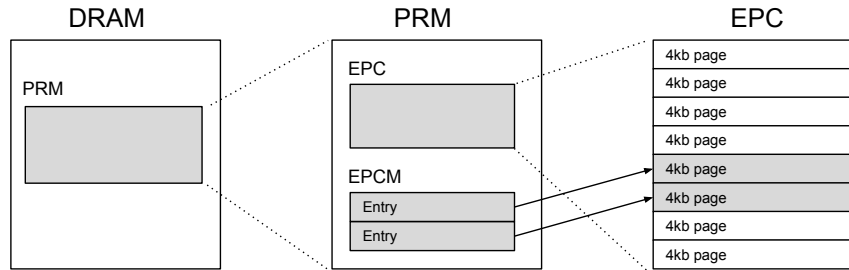 DRAM
PRM
EPC
PRM
EPC
EPCM
Entry
Entry
4kb page
4kb page
4kb page
4kb page
4kb page
4kb page
4kb page
4kb page